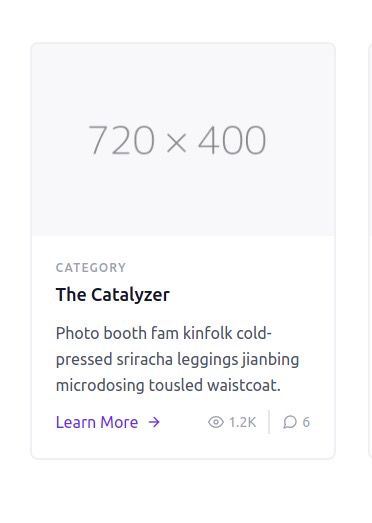 720 × 400
CATEGORY
The Catalyzer
Photo booth fam kinfolk cold-
pressed sriracha leggings jianbing
microdosing tousled waistcoat.
Learn More → 1.2K 6